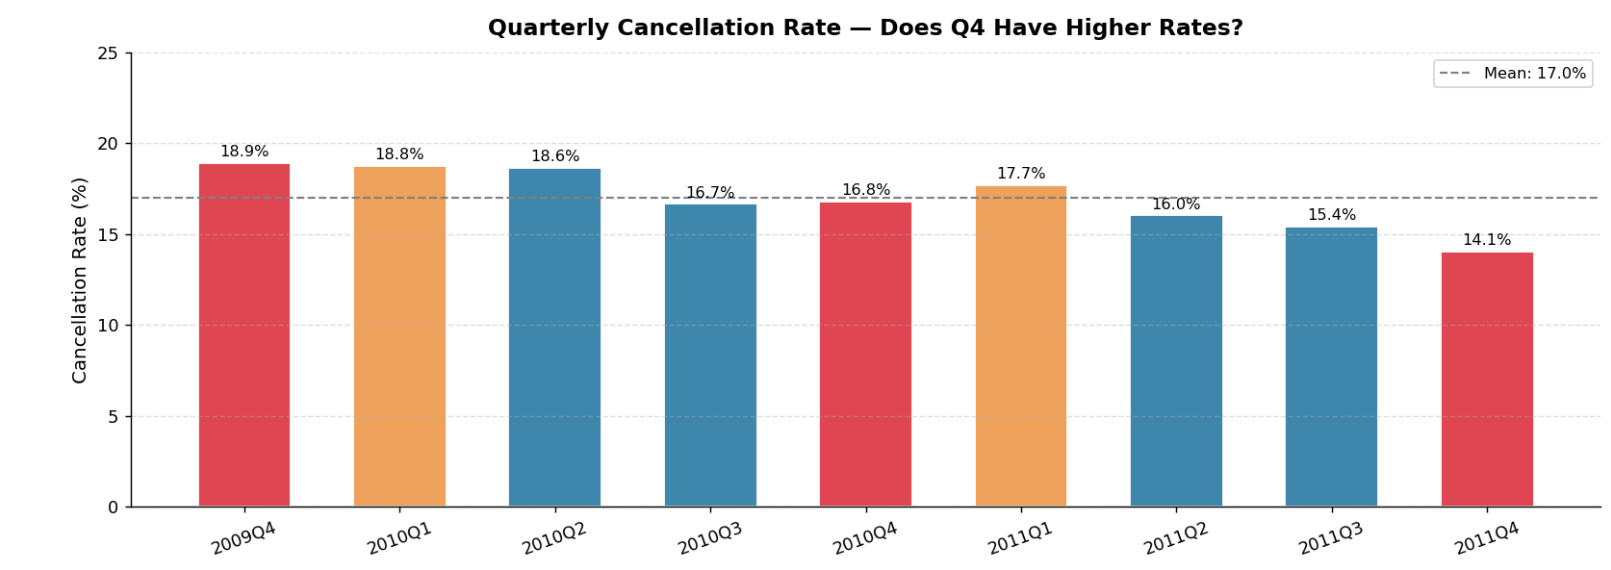 Quarterly Cancellation Rate — Does Q4 Have Higher Rates?
Mean: 17.0%
Cancellation Rate (%)
25
20
15
10
5
0
18.9%
18.8%
18.6%
16.7%
16.8%
17.7%
16.0%
15.4%
14.1%
2009Q4
2010Q1
2010Q2
2010Q3
2010Q4
2011Q1
2011Q2
2011Q3
2011Q4